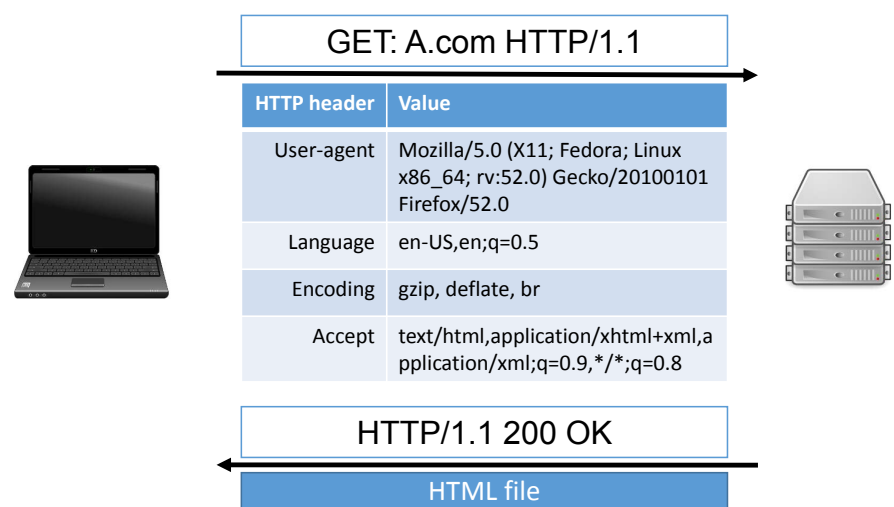 GET: A.com HTTP/1.1
HTTP header Value
User-agent Mozilla/5.0 (X11; Fedora; Linux
x86_64; rv:52.0) Gecko/20100101
Firefox/52.0
Language en-US,en;q=0.5
Encoding gzip, deflate, br
Accept text/html,application/xhtml+xml,a
pplication/xml;q=0.9,*/*;q=0.8
HTTP/1.1 200 OK
HTML file